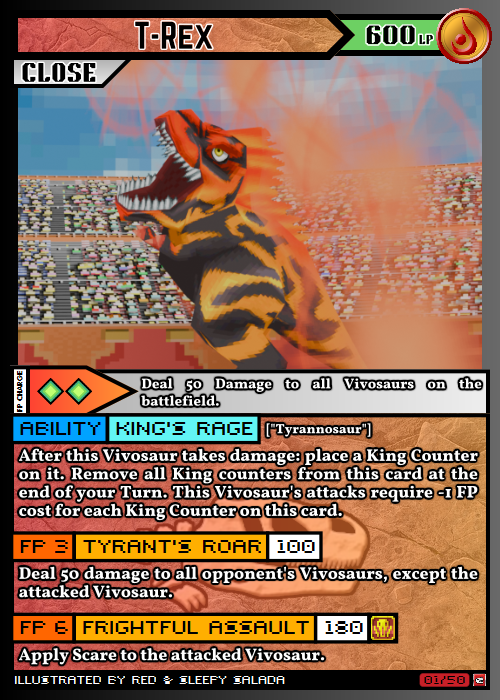 T-Rex
600 LP
CLOSE
FP CHARGE
Deal 50 Damage to all Vivosaurs on the
battlefield.
ABILITY KING'S RAGE ["Tyrannosaur"]
After this Vivosaur takes damage: place a King Counter
on it. Remove all King counters from this card at the
end of your Turn. This Vivosaur's attacks require -1 FP
cost for each King Counter on this card.
FP 3 TYRANT'S ROAR 100
Deal 50 damage to all opponent's Vivosaurs, except the
attacked Vivosaur.
FP 6 FRIGHTFUL ASSAULT 180
Apply Scare to the attacked Vivosaur.
ILLUSTRATED BY RED & SLEEPY SALADA
01/50